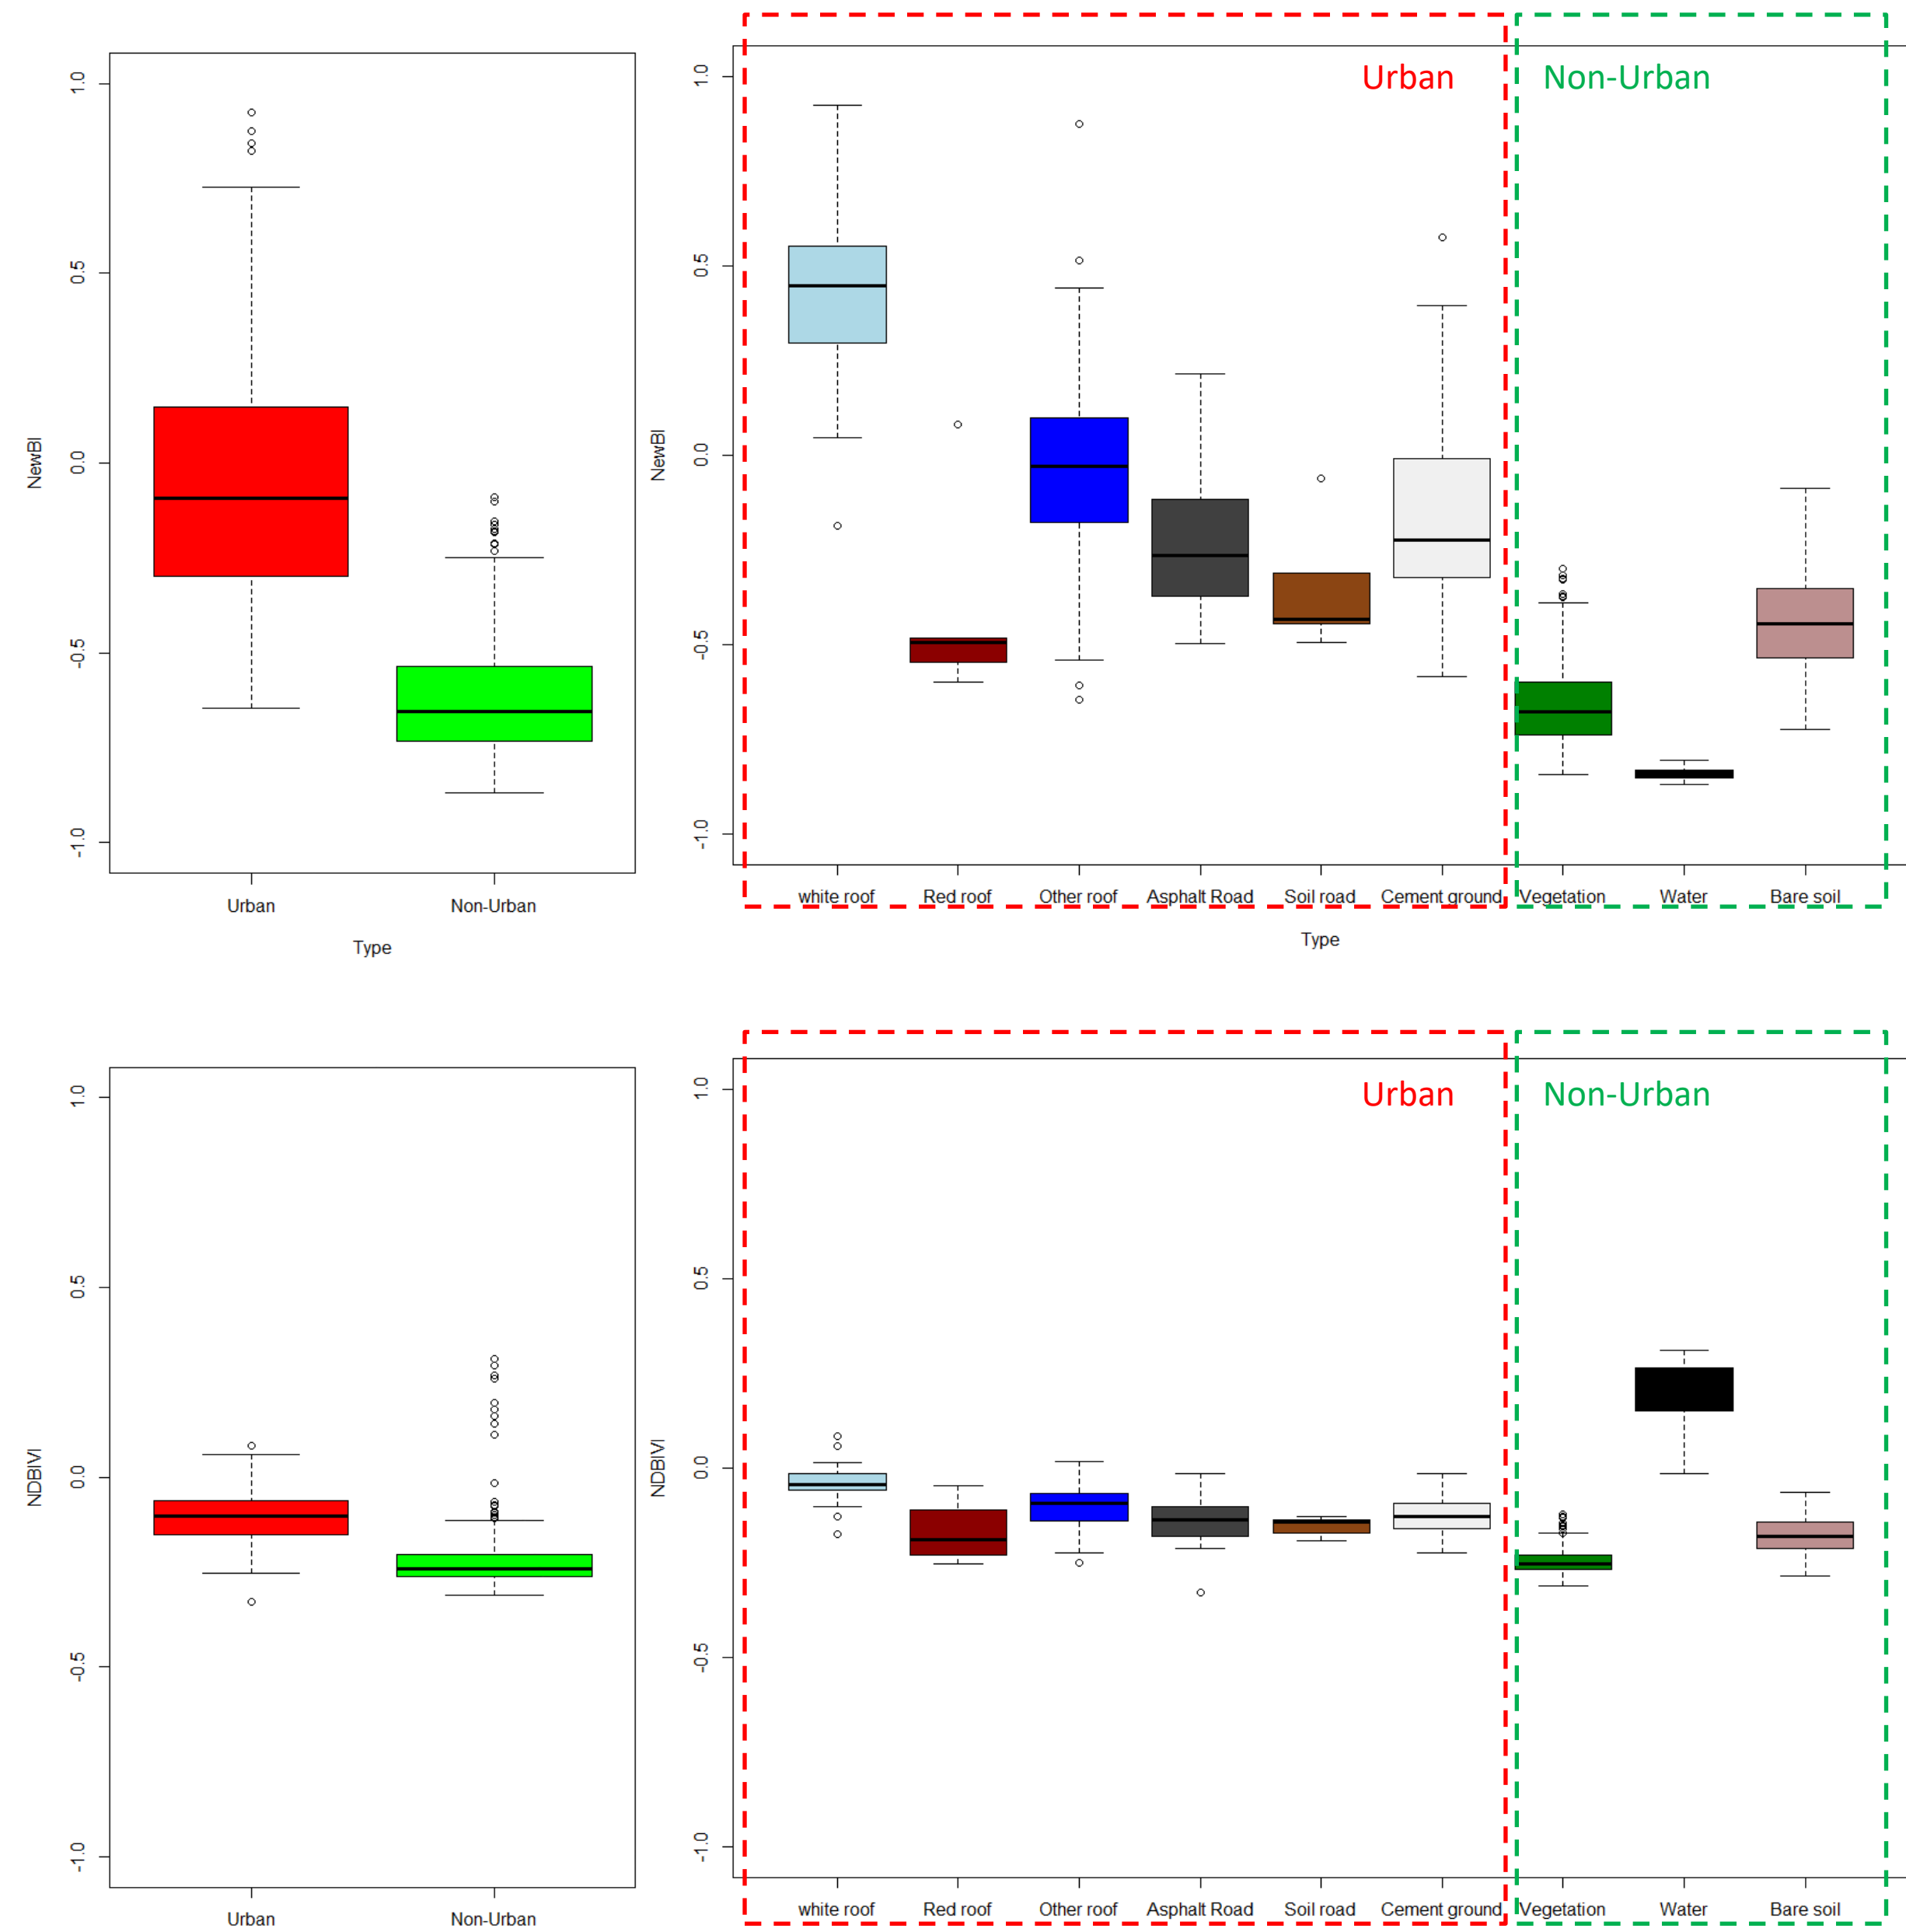 Urban Non-Urban
1.0
0.5
0.0
-0.5
-1.0
NewBI
Urban Non-Urban
Type
1.0
0.5
0.0
-0.5
-1.0
NewBI
white roof Red roof Other roof Asphalt Road Soil road Cement ground Vegetation Water Bare soil
Type
Urban Non-Urban
1.0
0.5
0.0
-0.5
-1.0
NDBIVI
Urban Non-Urban
1.0
0.5
0.0
-0.5
-1.0
NDBIVI
white roof Red roof Other roof Asphalt Road Soil road Cement ground Vegetation Water Bare soil